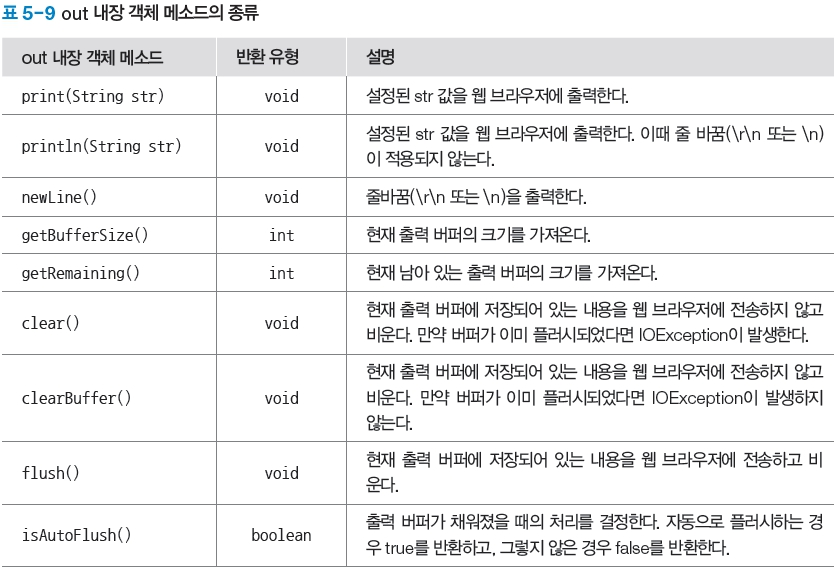 표 5-9 out 내장 객체 메소드의 종류
out 내장 객체 메소드 반환 유형 설명
print(String str) void 설정된 str 값을 웹 브라우저에 출력한다.
println(String str) void 설정된 str 값을 웹 브라우저에 출력한다. 이때 줄 바꿈(\r\n 또는 \n)
이 적용되지 않는다.
newLine() void 줄바꿈(\r\n 또는 \n)을 출력한다.
getBufferSize() int 현재 출력 버퍼의 크기를 가져온다.
getRemaining() int 현재 남아 있는 출력 버퍼의 크기를 가져온다.
clear() void 현재 출력 버퍼에 저장되어 있는 내용을 웹 브라우저에 전송하지 않고
비운다. 만약 버퍼가 이미 플러시되었다면 IOException이 발생한다.
clearBuffer() void 현재 출력 버퍼에 저장되어 있는 내용을 웹 브라우저에 전송하지 않고
비운다. 만약 버퍼가 이미 플러시되었다면 IOException이 발생하지
않는다.
flush() void 현재 출력 버퍼에 저장되어 있는 내용을 웹 브라우저에 전송하고 비
운다.
isAutoFlush() boolean 출력 버퍼가 채워졌을 때의 처리를 결정한다. 자동으로 플러시하는 경
우 true를 반환하고, 그렇지 않은 경우 false를 반환한다.